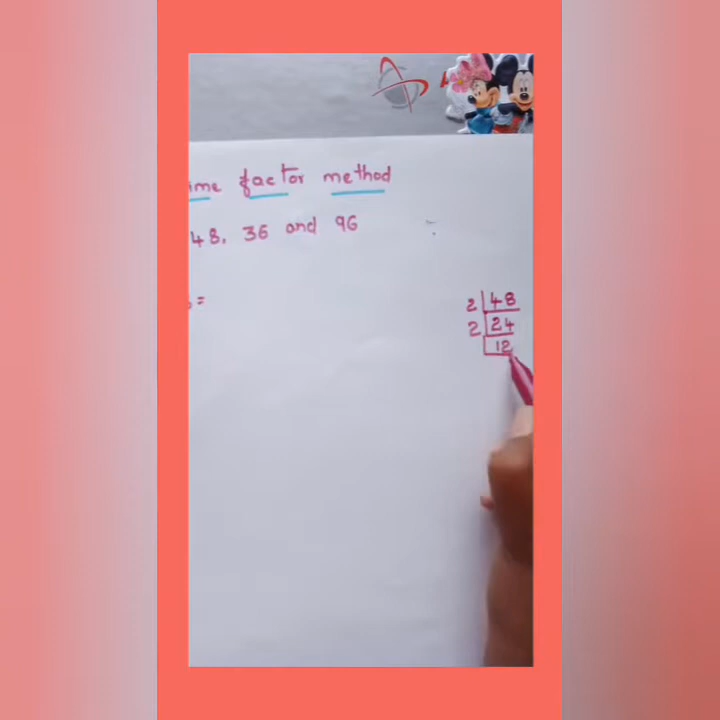 ime factor method
48, 36 and 96
=
2 48
2 24
12